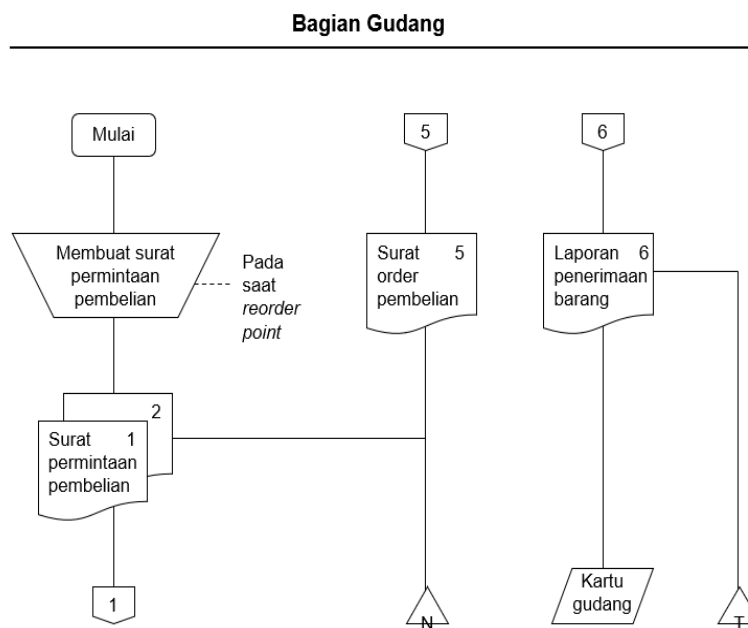 Bagian Gudang
Mulai
5
6
Membuat surat
permintaan
pembelian
Pada
saat
reorder
point
Surat 5
order
pembelian
Laporan 6
penerimaan
barang
2
Surat 1
permintaan
pembelian
1
N
Kartu
gudang
T